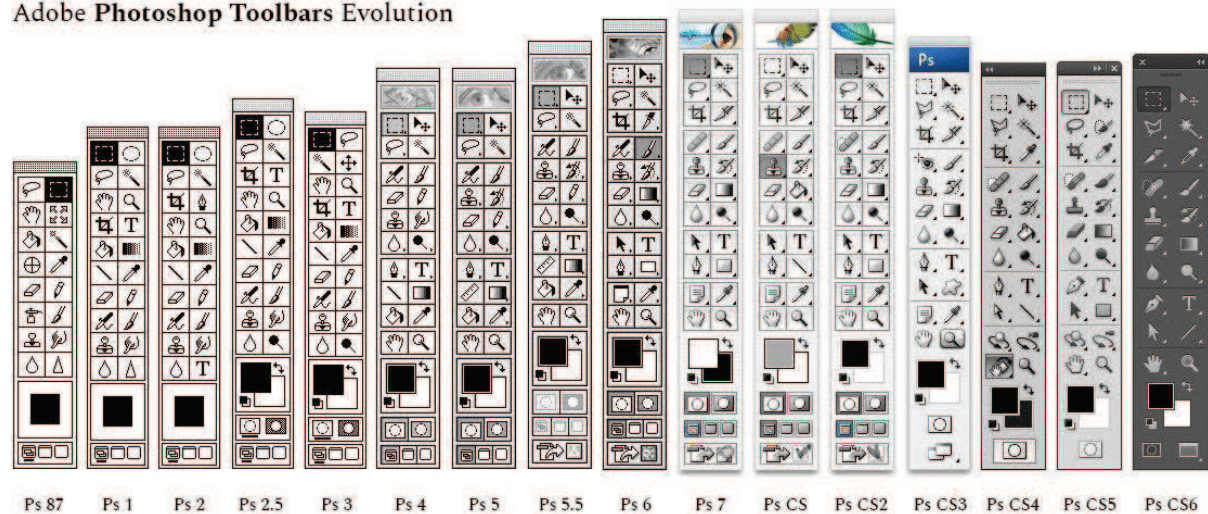 Adobe Photoshop Toolbars Evolution
Ps
Ps 87 Ps 1 Ps 2 Ps 2.5 Ps 3 Ps 4 Ps 5 Ps 5.5 Ps 6 Ps 7 Ps CS Ps CS2 Ps CS3 Ps CS4 Ps CS5 Ps CS6